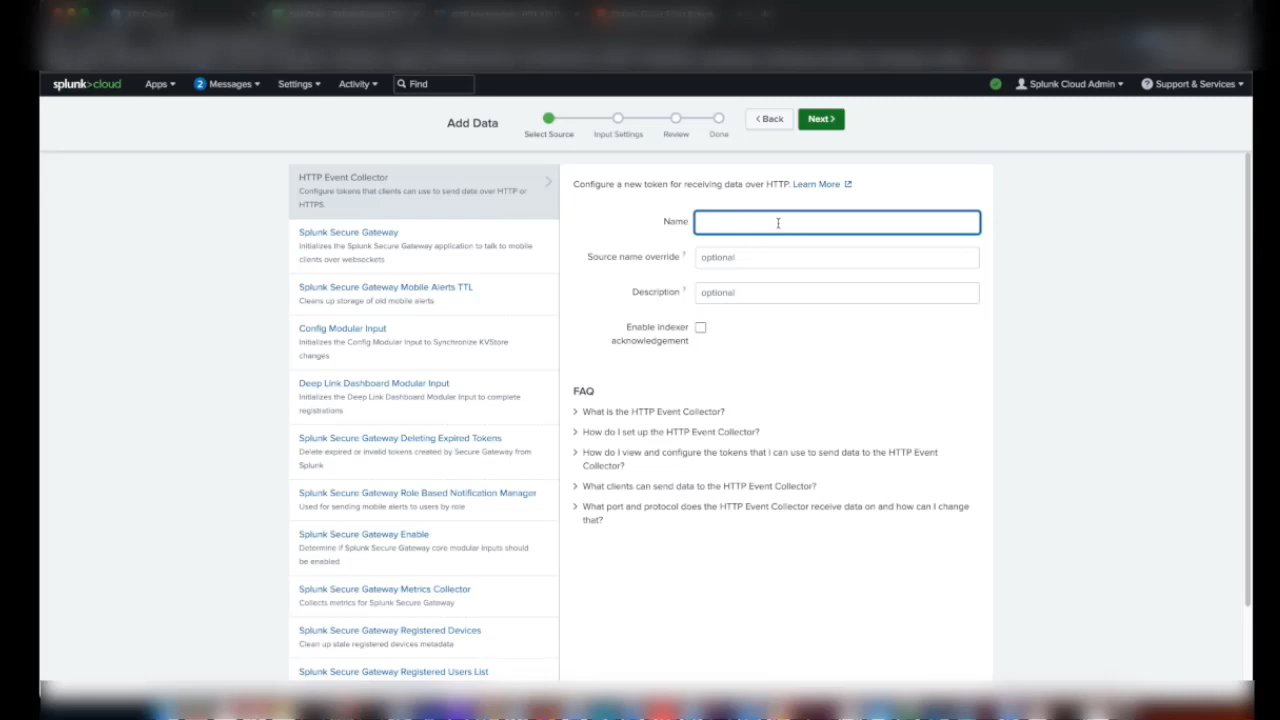 splunk>cloud Apps 2 Messages Settings Activity Find Splunk Cloud Admin ? Support & Services
Add Data
Select Source Input Settings Review Done
< Back Next >
HTTP Event Collector
Configure tokens that clients can use to send data over HTTP or
HTTPS.
Splunk Secure Gateway
Initializes the Splunk Secure Gateway application to talk to mobile
clients over websockets
Splunk Secure Gateway Mobile Alerts TTL
Cleans up storage of old mobile alerts
Config Modular Input
Initializes the Config Modular Input to Synchronize KVStore
changes
Deep Link Dashboard Modular Input
Initializes the Deep Link Dashboard Modular Input to complete
registrations
Splunk Secure Gateway Deleting Expired Tokens
Delete expired or invalid tokens created by Secure Gateway from
Splunk
Splunk Secure Gateway Role Based Notification Manager
Used for sending mobile alerts to users by role
Splunk Secure Gateway Enable
Determine if Splunk Secure Gateway core modular inputs should
be enabled
Splunk Secure Gateway Metrics Collector
Collects metrics for Splunk Secure Gateway
Splunk Secure Gateway Registered Devices
Clean up stale registered devices metadata
Splunk Secure Gateway Registered Users List
Configure a new token for receiving data over HTTP. Learn More
Name
Source name override ? optional
Description ? optional
Enable indexer
acknowledgement
FAQ
> What is the HTTP Event Collector?
> How do I set up the HTTP Event Collector?
> How do I view and configure the tokens that I can use to send data to the HTTP Event
Collector?
> What clients can send data to the HTTP Event Collector?
> What port and protocol does the HTTP Event Collector receive data on and how can I change
that?